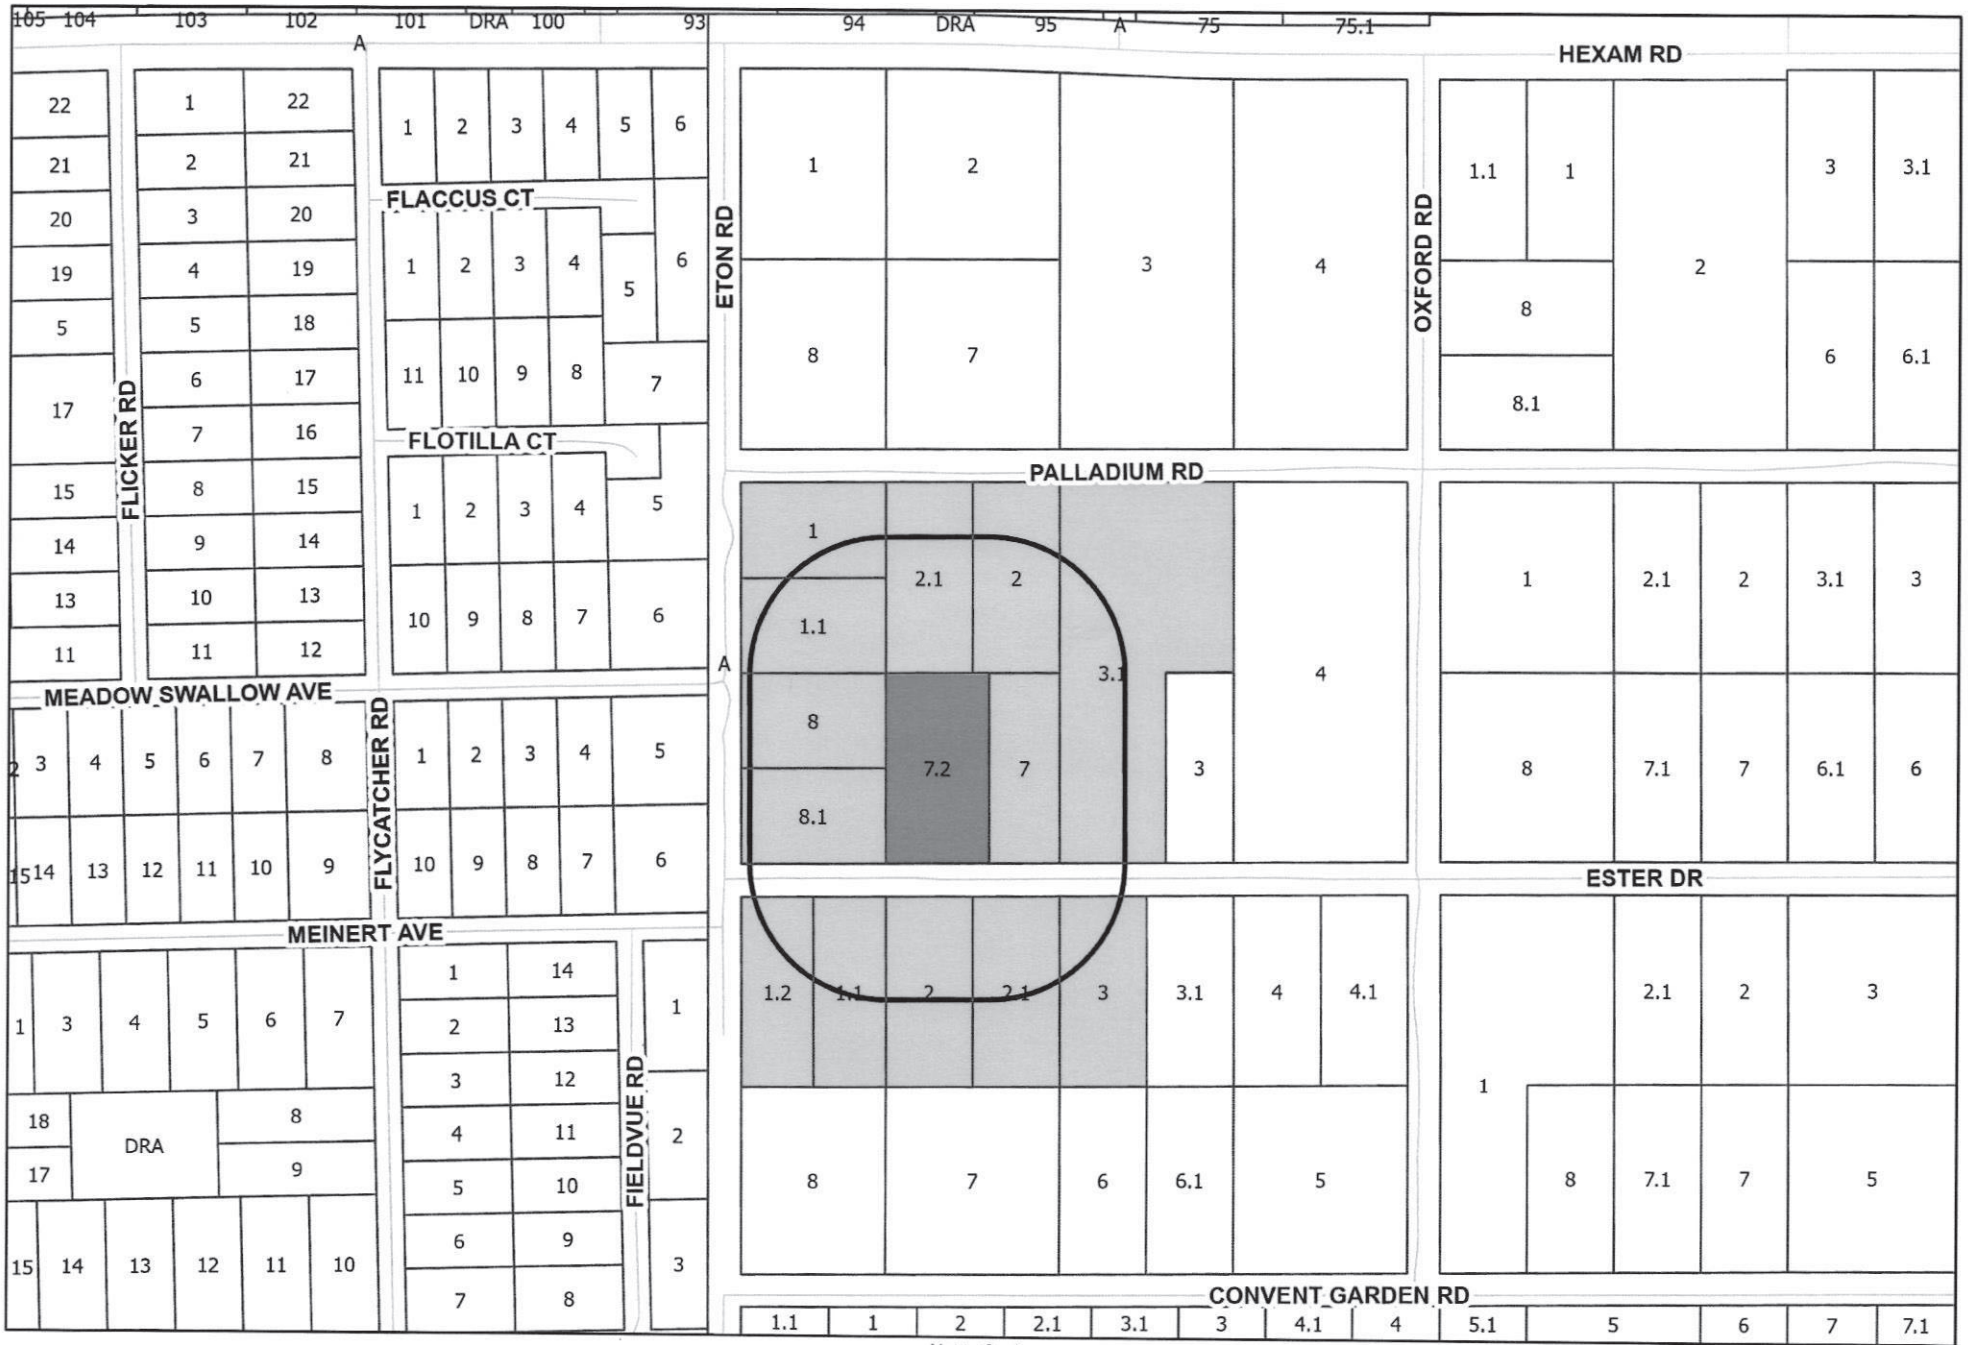 105 104 103 102 101 DRA 100 93 94 DRA 95 A 75 75.1
A
HEXAM RD
22 1 22 1 2 3 4 5 6
21 2 21 1 2 1.1 1 3 3.1
FLACCUS CT
20 3 20
19 4 19 1 2 3 4 5 6 3 4 2
ETON RD
OXFORD RD
5 5 18 8
6 17 11 10 9 8 7 8 7 6 6.1
17 7 16 8.1
FLICKER RD
FLOTILLA CT
PALLADIUM RD
15 8 15 1 2 3 4 5
14 9 14 1 2.1 2 1 2.1 2 3.1 3
13 10 13 10 9 8 7 6 1.1
11 11 12 A 3.1 4
MEADOW SWALLOW AVE
FLYCATCHER RD
2 3 4 5 6 7 8 1 2 3 4 5 8 7.2 7 3 8 7.1 7 6.1 6
15 14 13 12 11 10 9 10 9 8 7 6 8.1
ESTER DR
MEINERT AVE
1 3 4 5 6 7 1 14 1 1.2 1.1 2 2.1 3 3.1 4 4.1 2.1 2 3
2 13
FIELDVUE RD
3 12 1
18 DRA 8 4 11 2
17 9 5 10 8 7 6 6.1 5 8 7.1 7 5
15 14 13 12 11 10 6 9 3
7 8
CONVENT GARDEN RD
1.1 1 2 2.1 3.1 3 4.1 4 5.1 5 6 7 7.1